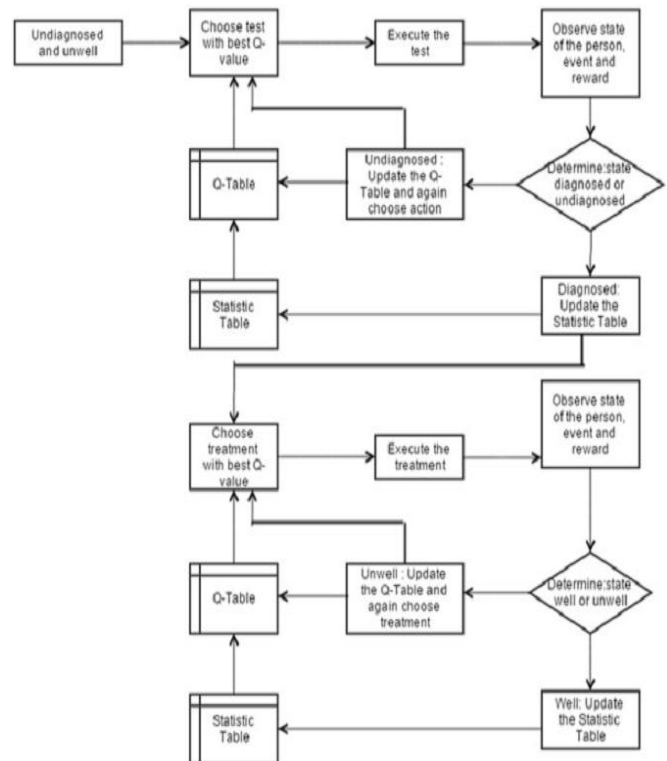 Undiagnosed
and unwell
Choose test
with best Q-
value
Execute the
test
Observe state
of the person,
event and
reward
Q-Table
Undiagnosed :
Update the Q-
Table and again
choose action
Determine:state
diagnosed or
undiagnosed
Statistic
Table
Diagnosed:
Update the
Statistic Table
Choose
treatment
with best Q-
value
Execute the
treatment
Observe state
of the person,
event and
reward
Q-Table
Unwell : Update
the Q-Table and
again choose
treatment
Determine:state
well or unwell
Statistic
Table
Well: Update
the Statistic
Table